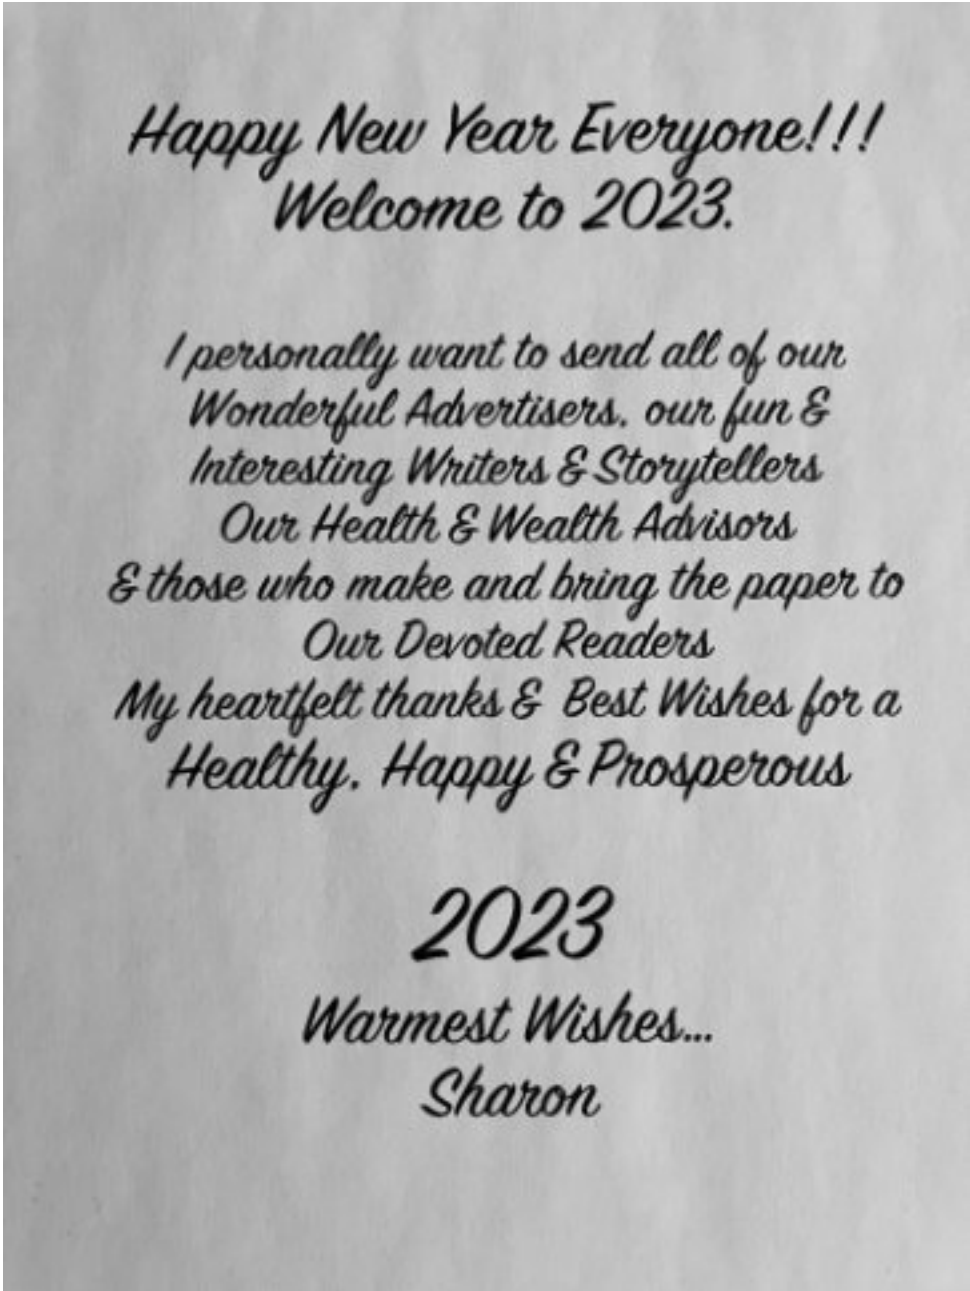 Happy New Year Everyone!!!
Welcome to 2023.
I personally want to send all of our
Wonderful Advertisers, our fun &
Interesting Writers & Storytellers
Our Health & Wealth Advisors
& those who make and bring the paper to
Our Devoted Readers
My heartfelt thanks & Best Wishes for a
Healthy, Happy & Prosperous
2023
Warmest Wishes...
Sharon